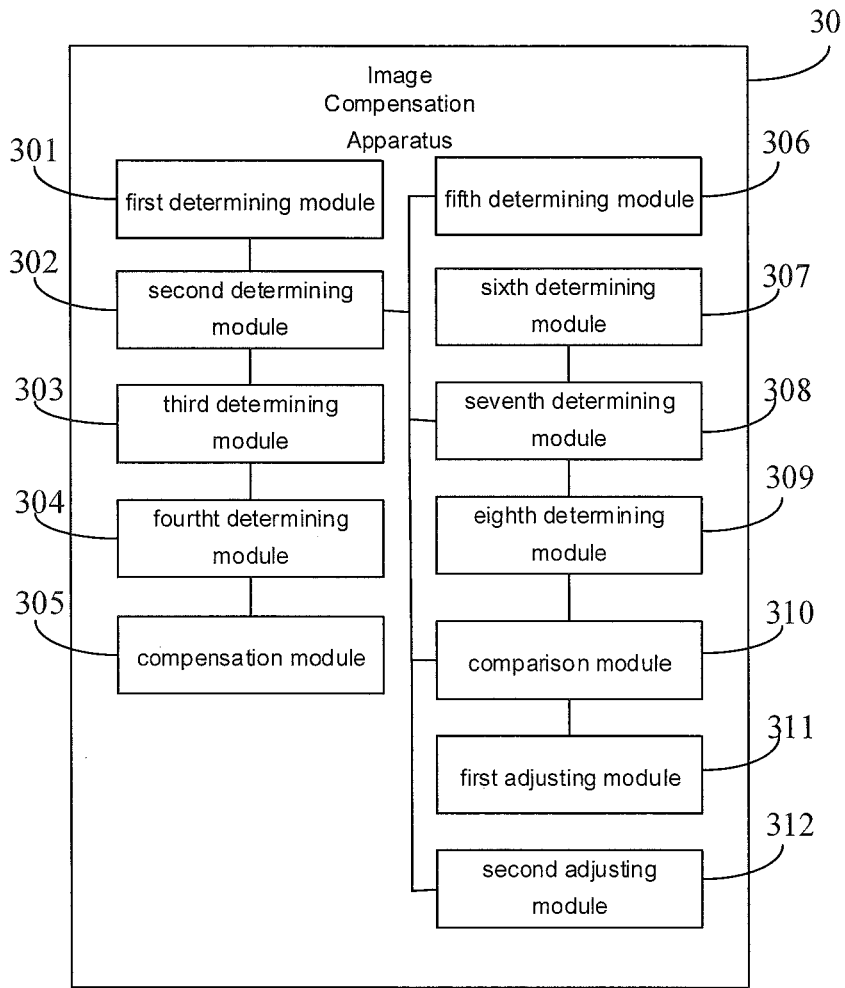 30
Image
Compensation
Apparatus
301
first determining module
302
second determining
module
303
third determining
module
304
fourtht determining
module
305
compensation module
306
fifth determining module
307
sixth determining
module
308
seventh determining
module
309
eighth determining
module
310
comparison module
311
first adjusting module
312
second adjusting
module